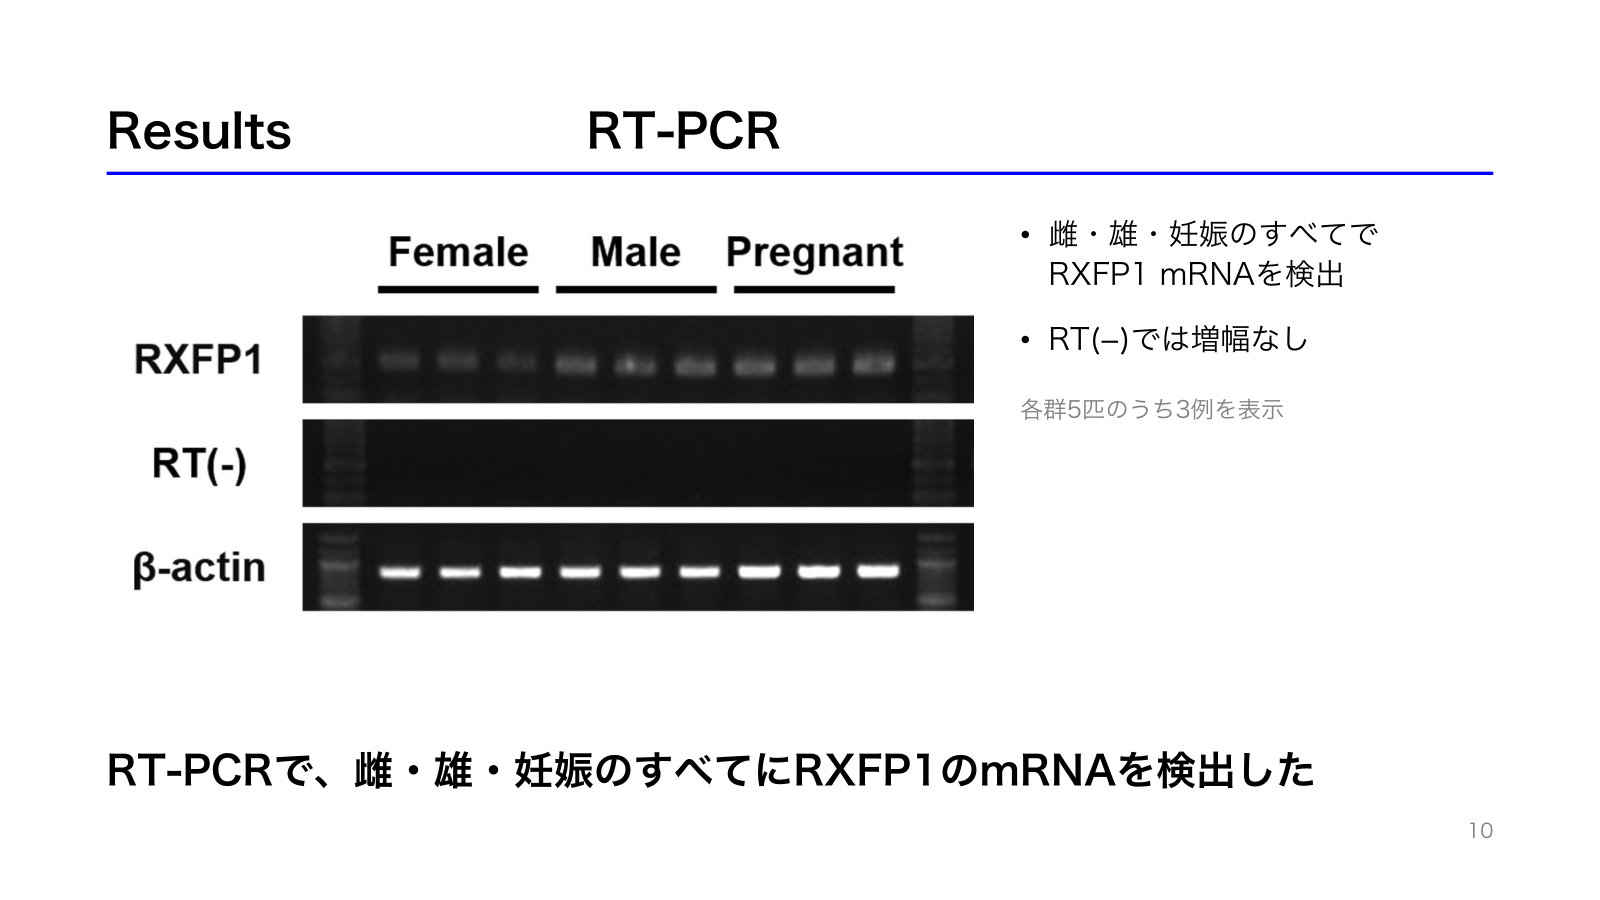 Results RT-PCR
Female Male Pregnant
RXFP1
RT(-)
β-actin
• 雌・雄・妊娠のすべてで
RXFP1 mRNAを検出
• RT(–)では増幅なし
各群5匹のうち3例を表示
RT-PCRで、雌・雄・妊娠のすべてにRXFP1のmRNAを検出した
10